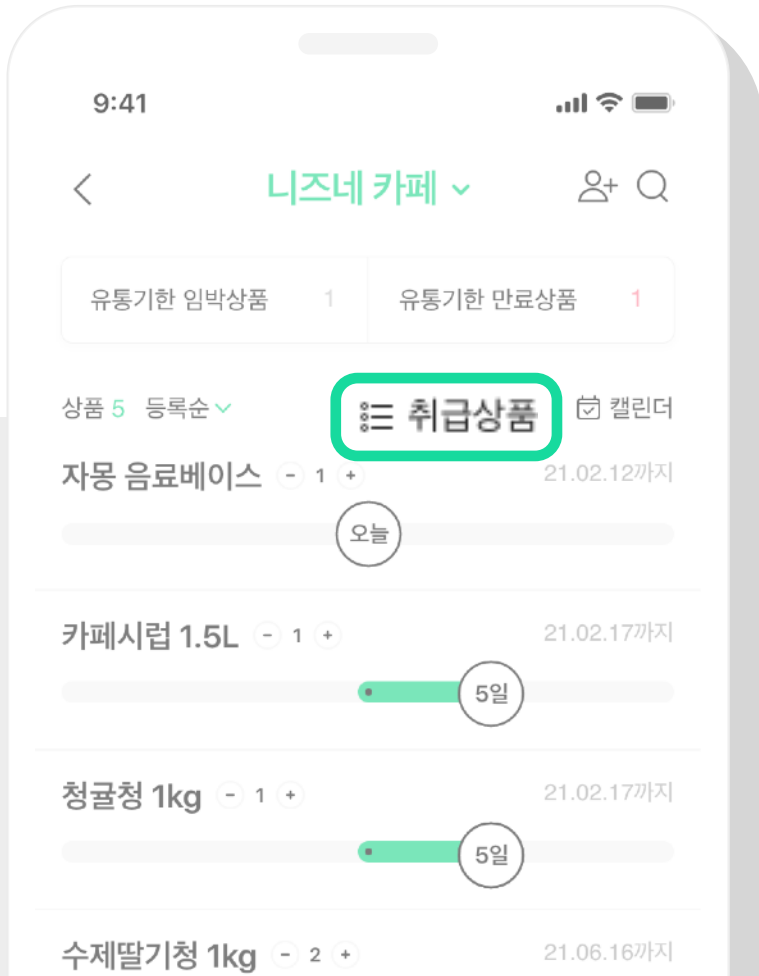 9:41
니즈네 카페
유통기한 임박상품 1 유통기한 만료상품 1
상품 5 등록순 취급상품 캘린더
자몽 음료베이스 - 1 + 21.02.12까지
오늘
카페시럽 1.5L - 1 + 21.02.17까지
5일
청귤청 1kg - 1 + 21.02.17까지
5일
수제딸기청 1kg - 2 + 21.06.16까지